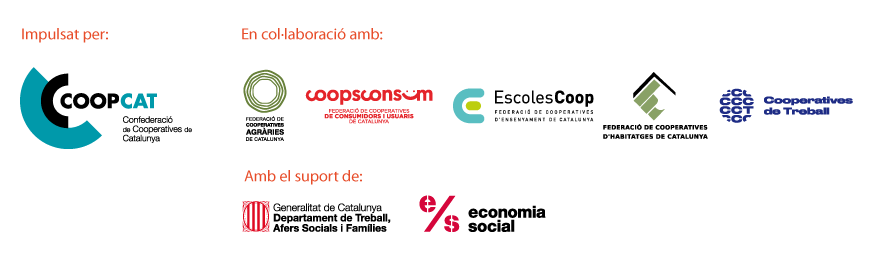 Impulsat per:
En col·laboració amb:
COOPCAT
Confederació
de Cooperatives de
Catalunya
FEDERACIÓ DE
COOPERATIVES
AGRÀRIES
DE CATALUNYA
coopsconsum
FEDERACIÓ DE COOPERATIVES
DE CONSUMIDORS I USUARIS
DE CATALUNYA
EscolesCoop
FEDERACIÓ DE COOPERATIVES
D'ENSENYAMENT DE CATALUNYA
FEDERACIÓ DE COOPERATIVES
D'HABITATGES DE CATALUNYA
Cooperatives
de Treball
Amb el suport de:
Generalitat de Catalunya
Departament de Treball,
Afers Socials i Famílies
e/s
economia
social